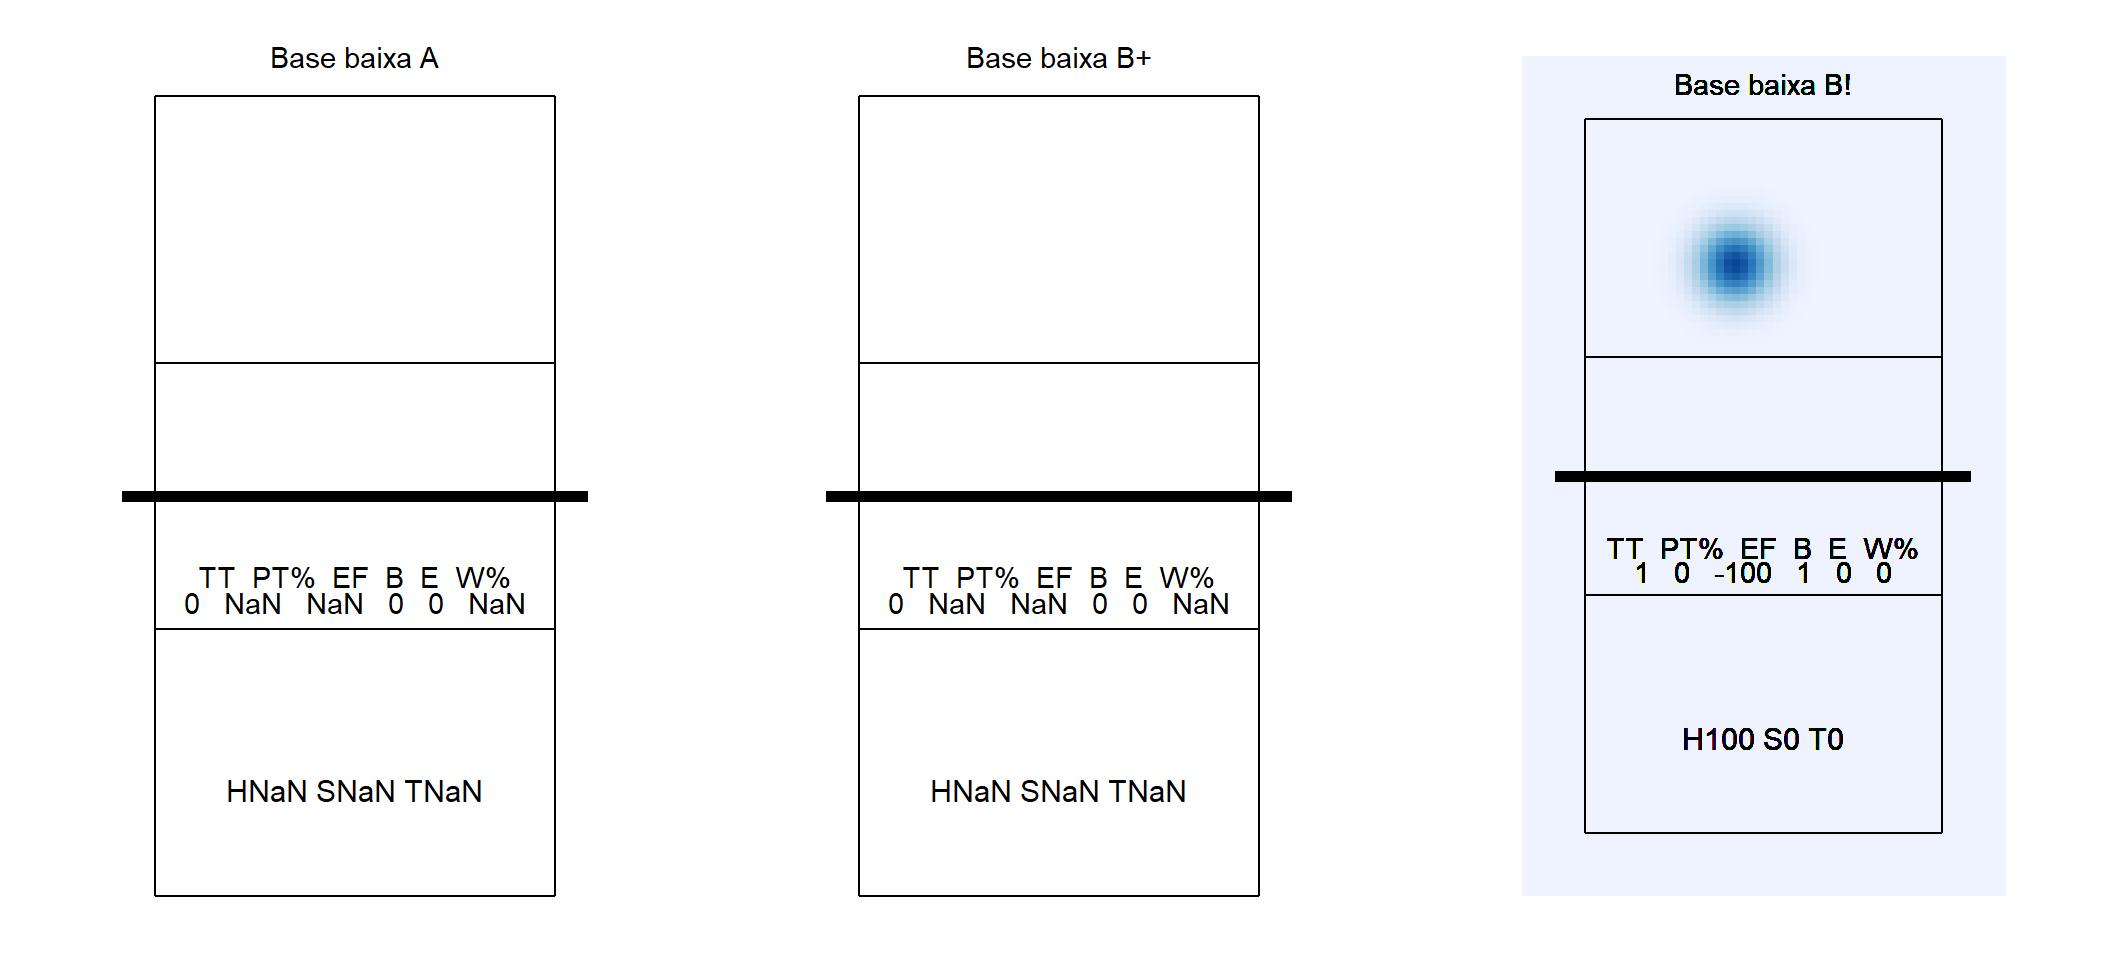 Base baixa A
TT PT% EF B E W%
0 NaN NaN 0 0 NaN
HNaN SNaN TNaN
Base baixa B+
TT PT% EF B E W%
0 NaN NaN 0 0 NaN
HNaN SNaN TNaN
Base baixa B!
TT PT% EF B E W%
1 0 -100 1 0 0
H100 S0 T0